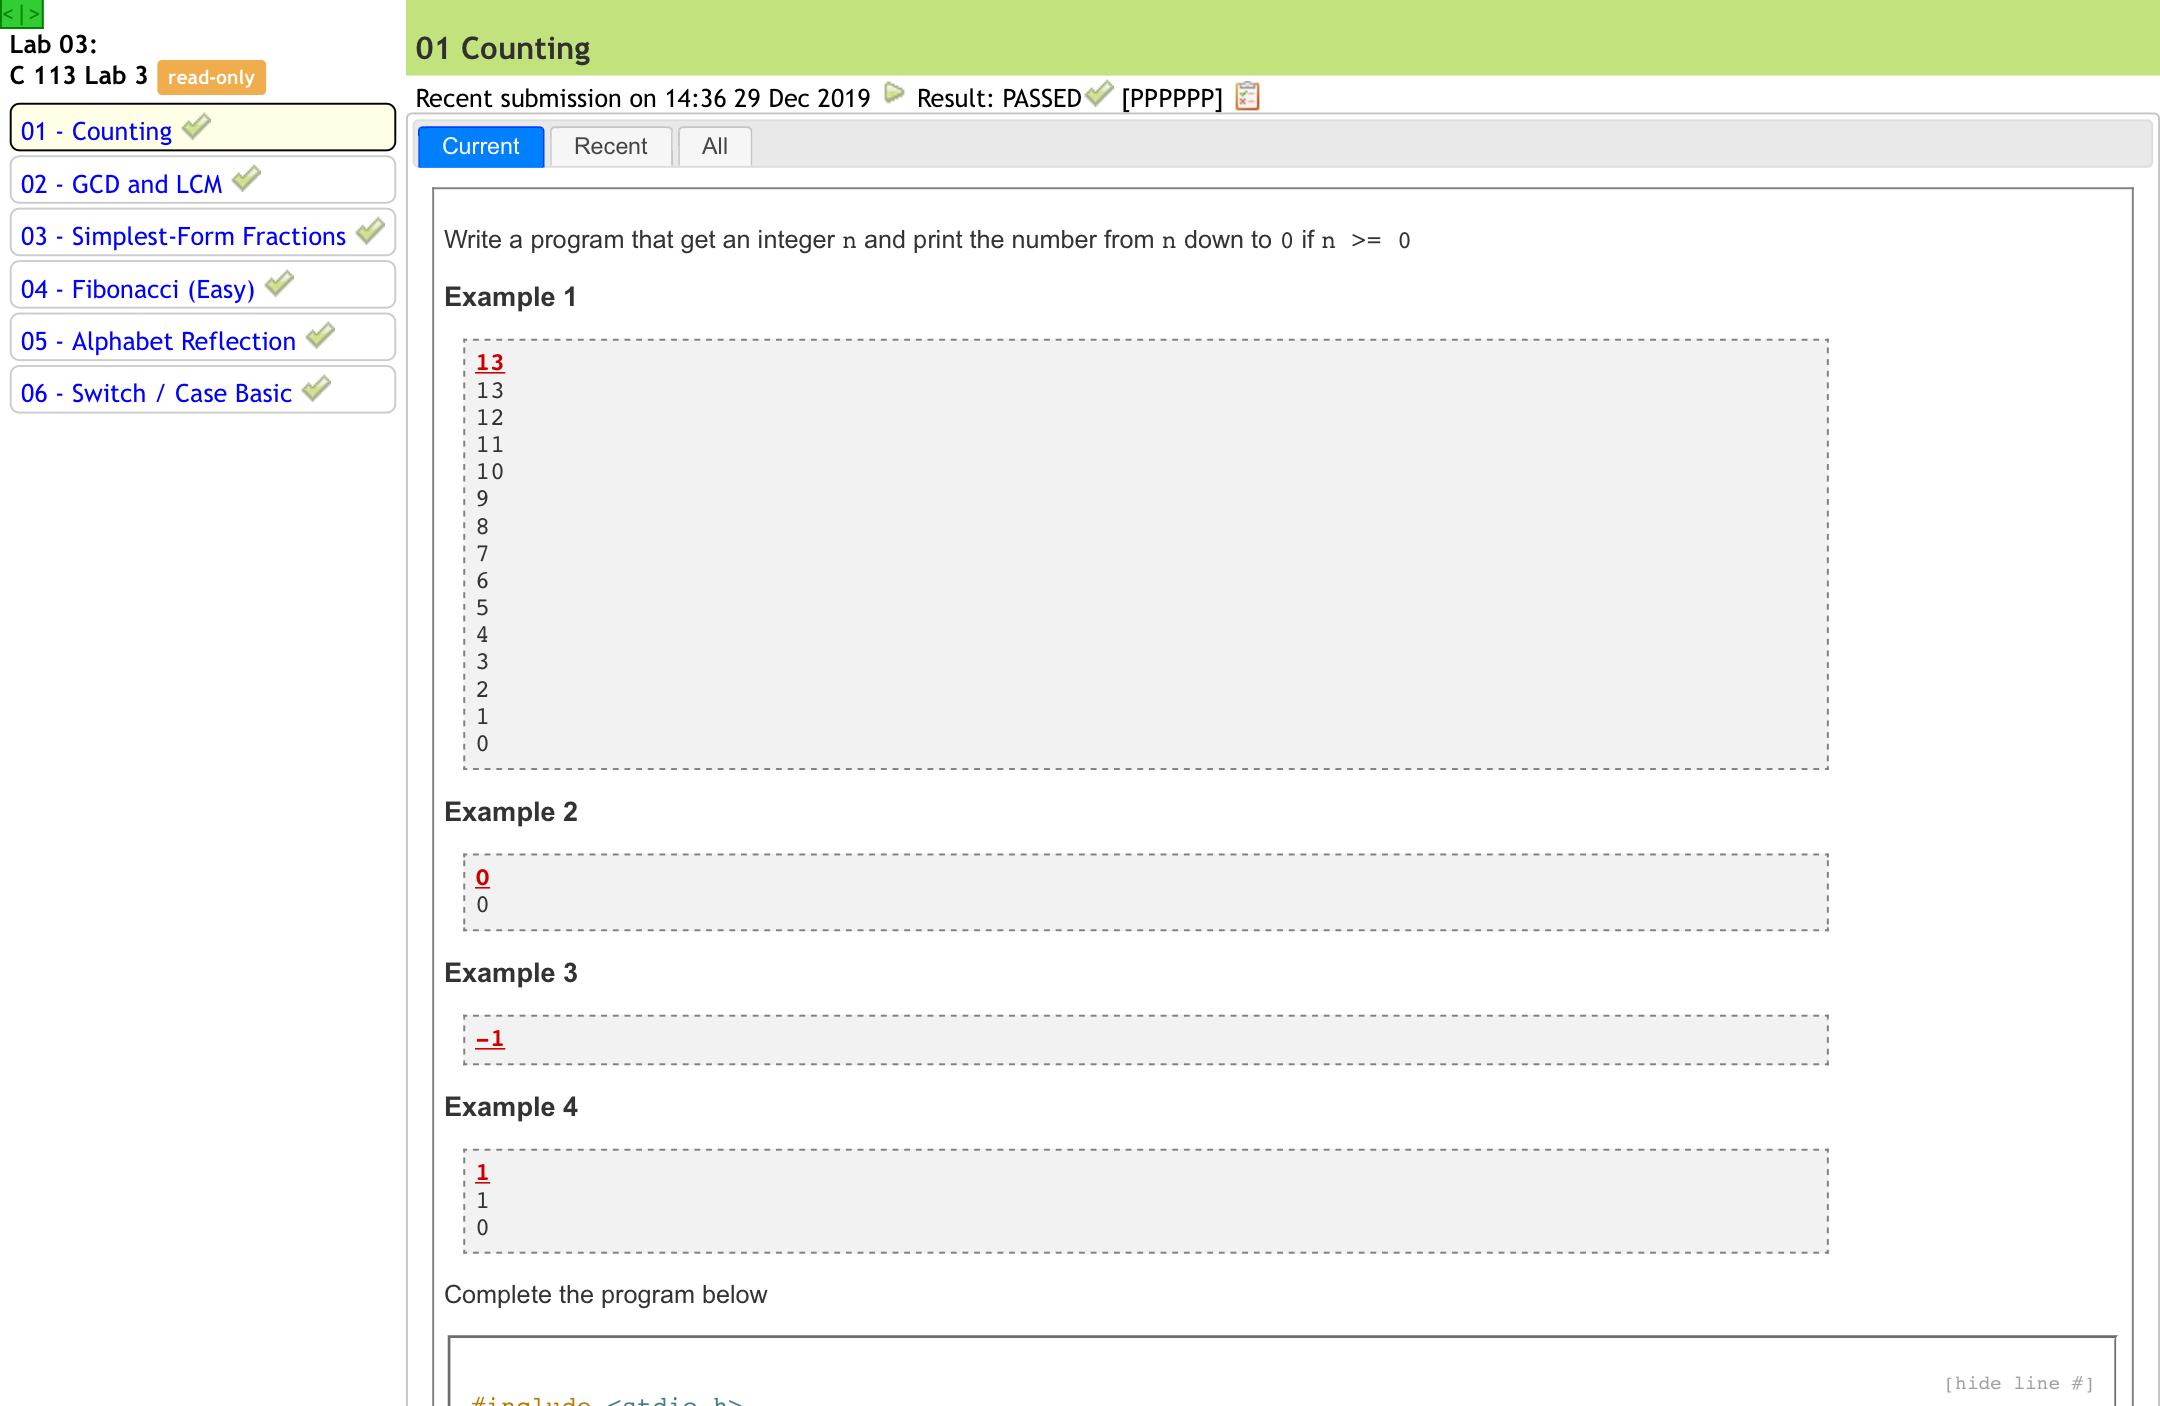 <|>
Lab 03:
C 113 Lab 3 read-only
01 - Counting
02 - GCD and LCM
03 - Simplest-Form Fractions
04 - Fibonacci (Easy)
05 - Alphabet Reflection
06 - Switch / Case Basic
01 Counting
Recent submission on 14:36 29 Dec 2019 Result: PASSED [PPPPPP]
Current Recent All
Write a program that get an integer n and print the number from n down to 0 if n >= 0
Example 1
13
13
12
11
10
9
8
7
6
5
4
3
2
1
0
Example 2
0
0
Example 3
-1
Example 4
1
1
0
Complete the program below
[hide line #]
#include <stdio.h>